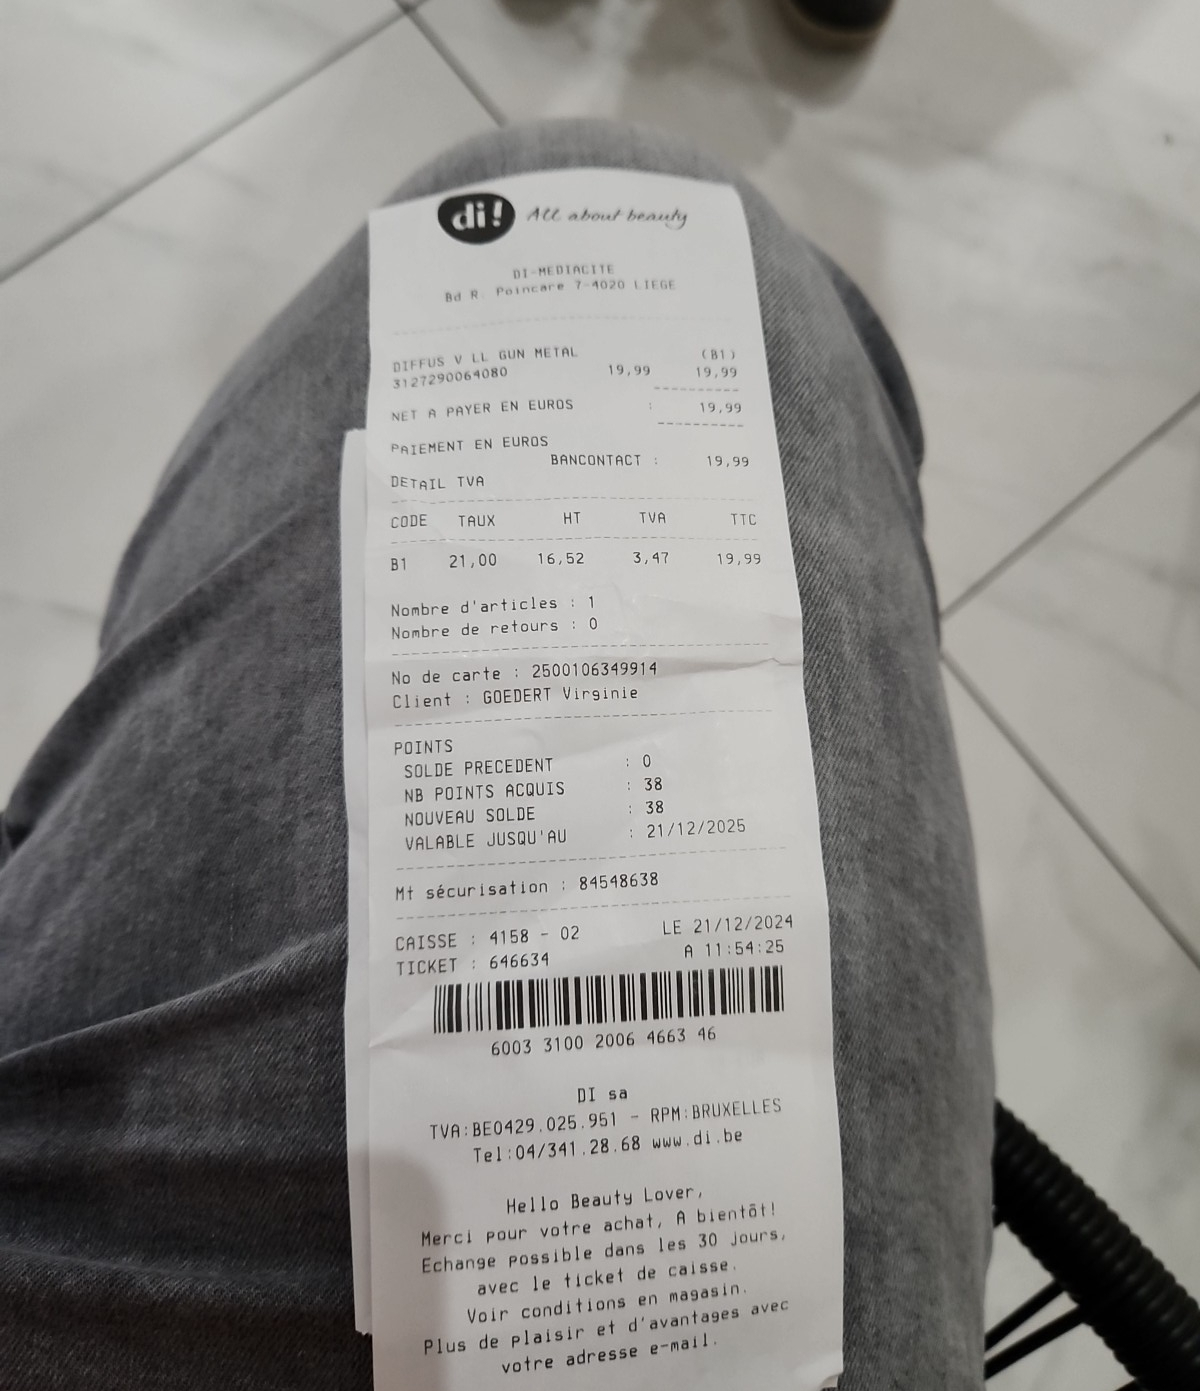 di! All about beauty
DI-MEDIACITE
Bd R. Poincare 7-4020 LIEGE
DIFFUS V LL GUN METAL (B1)
3127290064080 19,99 19,99
NET A PAYER EN EUROS : 19,99
PAIEMENT EN EUROS
BANCONTACT : 19,99
DETAIL TVA
CODE TAUX HT TVA TTC
B1 21,00 16,52 3,47 19,99
Nombre d'articles : 1
Nombre de retours : 0
No de carte : 2500106349914
Client : GOEDERT Virginie
POINTS
SOLDE PRECEDENT : 0
NB POINTS ACQUIS : 38
NOUVEAU SOLDE : 38
VALABLE JUSQU'AU : 21/12/2025
Mt sécurisation : 84548638
CAISSE : 4158 - 02 LE 21/12/2024
TICKET : 646634 A 11:54:25
6003 3100 2006 4663 46
DI sa
TVA:BE0429.025.951 - RPM:BRUXELLES
Tel:04/341.28.68 www.di.be
Hello Beauty Lover,
Merci pour votre achat, A bientôt!
Echange possible dans les 30 jours,
avec le ticket de caisse.
Voir conditions en magasin.
Plus de plaisir et d'avantages avec
votre adresse e-mail.